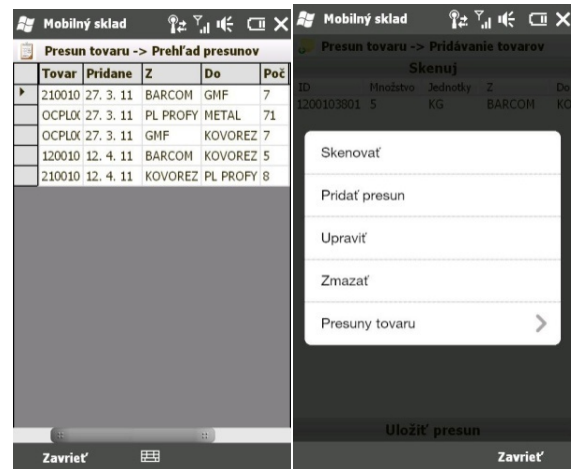 Mobilný sklad
Presun tovaru -> Prehľad presunov
Tovar Pridane Z Do Poč
210010 27. 3. 11 BARCOM GMF 7
OCPLO( 27. 3. 11 PL PROFY METAL 71
OCPLO( 27. 3. 11 GMF KOVOREZ 7
120010 12. 4. 11 BARCOM KOVOREZ 5
210010 12. 4. 11 KOVOREZ PL PROFY 8
Zavrieť
Mobilný sklad
Presun tovaru -> Pridávanie tovarov
Skenuj
ID Množstvo Jednotky Z Do
1200103801 5 KG BARCOM KO
Skenovať
Pridať presun
Upraviť
Zmazať
Presuny tovaru
Uložiť presun
Zavrieť